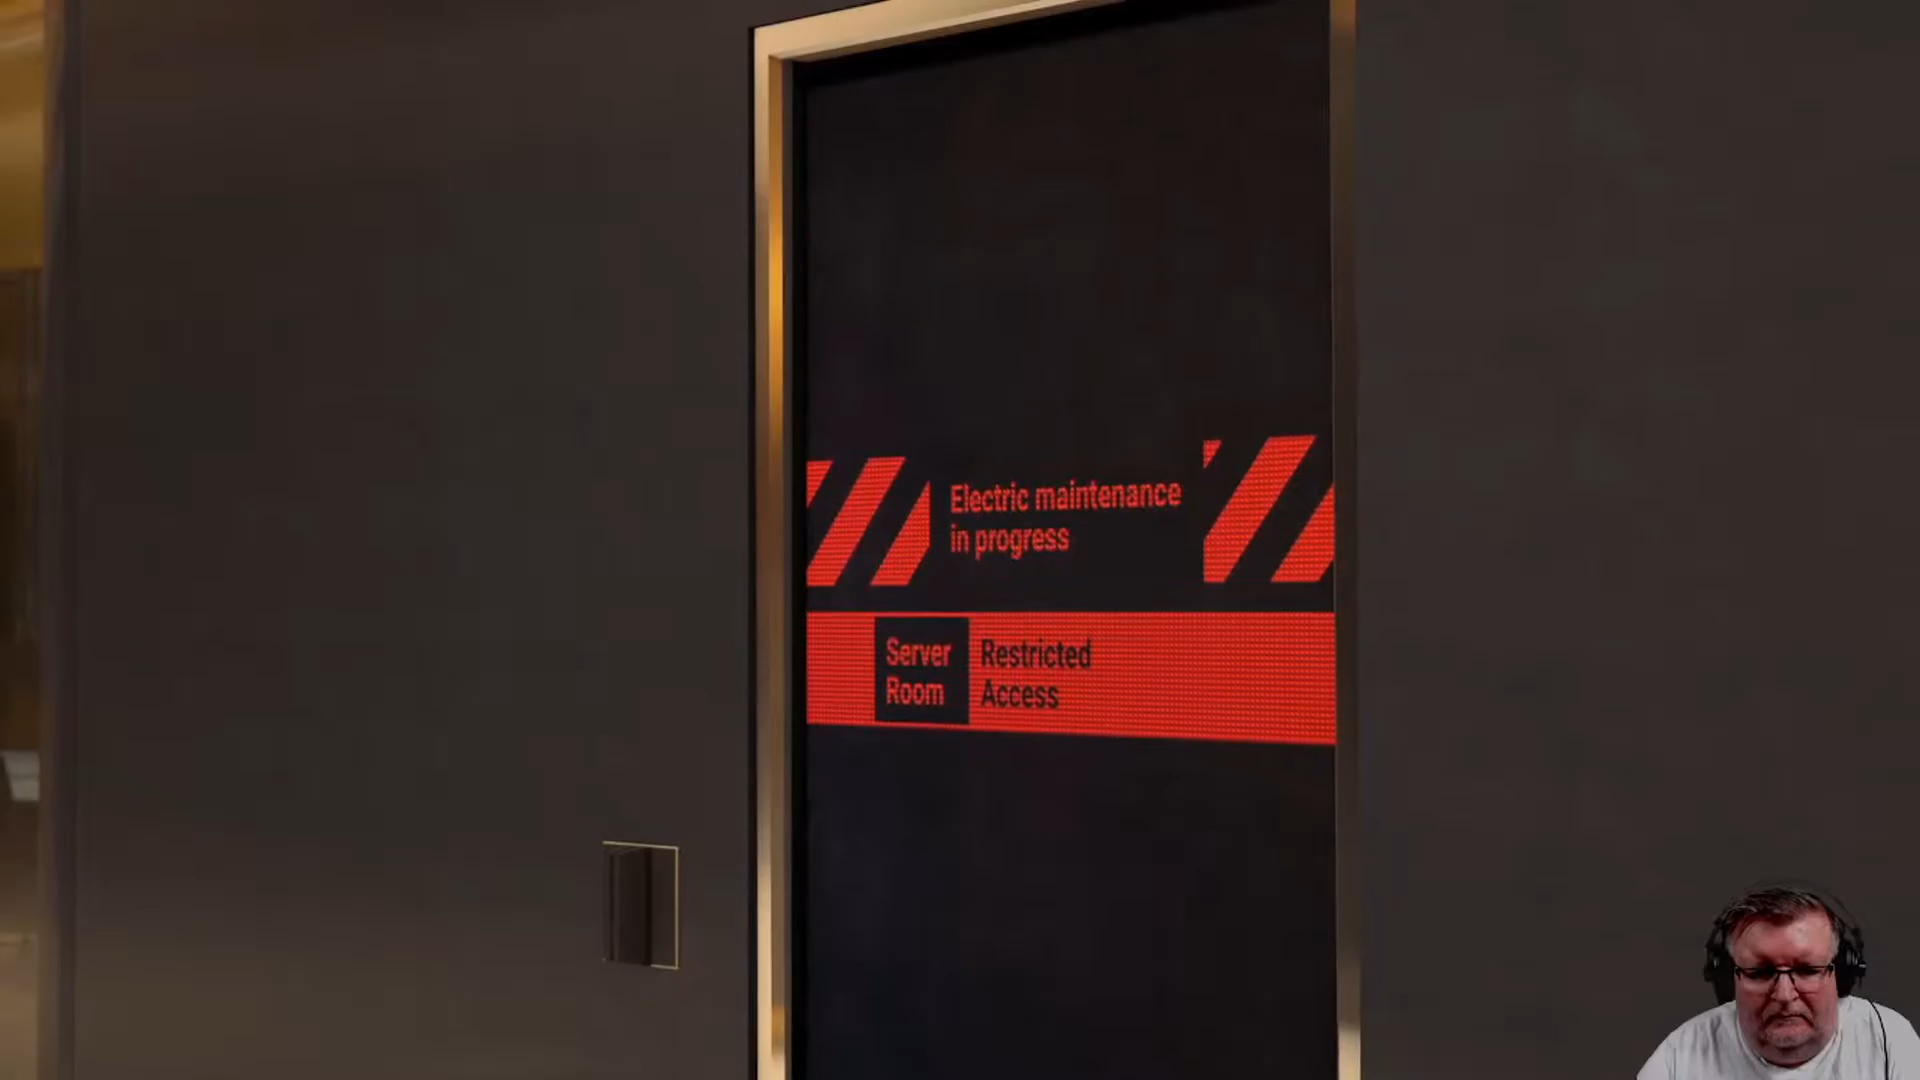 Electric maintenance
in progress
Server
Room
Restricted
Access